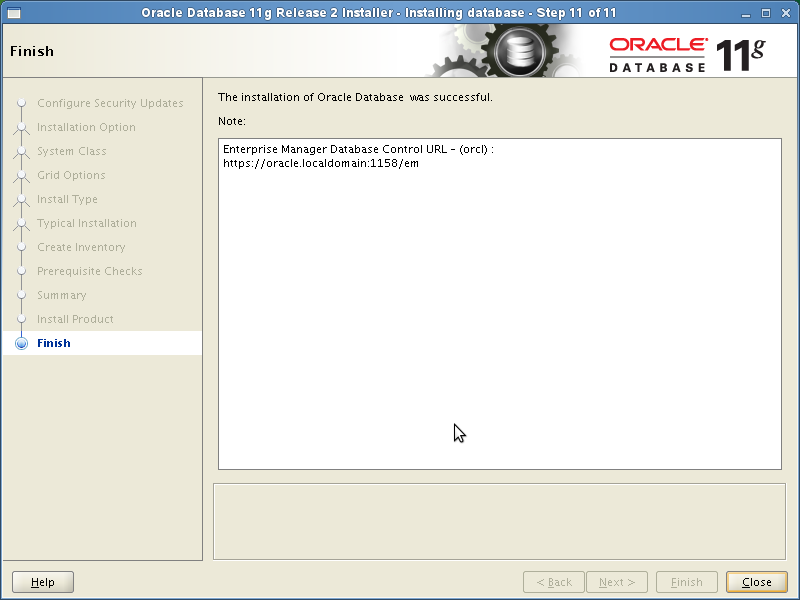 Oracle Database 11g Release 2 Installer - Installing database - Step 11 of 11
Finish
ORACLE®
DATABASE 11g
Configure Security Updates
Installation Option
System Class
Grid Options
Install Type
Typical Installation
Create Inventory
Prerequisite Checks
Summary
Install Product
Finish
The installation of Oracle Database  was successful.
Note:
Enterprise Manager Database Control URL - (orcl) :
https://oracle.localdomain:1158/em
Help
< Back
Next >
Finish
Close